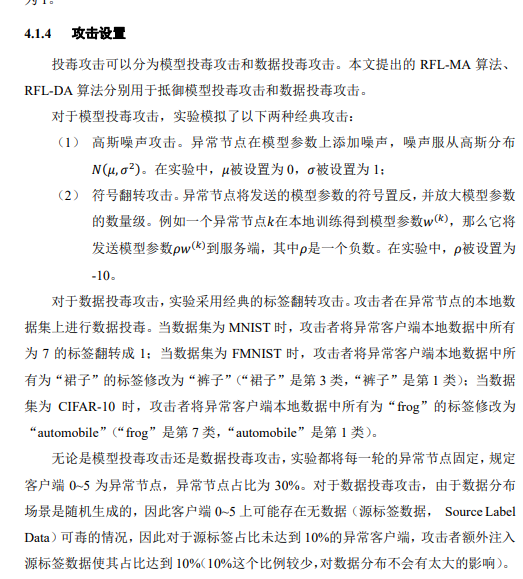 为 1。
4.1.4 攻击设置
投毒攻击可以分为模型投毒攻击和数据投毒攻击。本文提出的 RFL-MA 算法、
RFL-DA 算法分别用于抵御模型投毒攻击和数据投毒攻击。
对于模型投毒攻击，实验模拟了以下两种经典攻击：
（1） 高斯噪声攻击。异常节点在模型参数上添加噪声，噪声服从高斯分布
N(μ,σ²)。在实验中，μ被设置为 0，σ被设置为 1；
（2） 符号翻转攻击。异常节点将发送的模型参数的符号置反，并放大模型参数
的数量级。例如一个异常节点k在本地训练得到模型参数w⁽ᵏ⁾，那么它将
发送模型参数ρw⁽ᵏ⁾到服务端，其中ρ是一个负数。在实验中，ρ被设置为
-10。
对于数据投毒攻击，实验采用经典的标签翻转攻击。攻击者在异常节点的本地数
据集上进行数据投毒。当数据集为 MNIST 时，攻击者将异常客户端本地数据中所有
为 7 的标签翻转成 1；当数据集为 FMNIST 时，攻击者将异常客户端本地数据中所
有为“裙子”的标签修改为“裤子”（“裙子”是第 3 类，“裤子”是第 1 类）；当数据
集为 CIFAR-10 时，攻击者将异常客户端本地数据中所有为“frog”的标签修改为
“automobile”（“frog”是第 7 类，“automobile”是第 1 类）。
无论是模型投毒攻击还是数据投毒攻击，实验都将每一轮的异常节点固定，规定
客户端 0~5 为异常节点，异常节点占比为 30%。对于数据投毒攻击，由于数据分布
场景是随机生成的，因此客户端 0~5 上可能存在无数据（源标签数据， Source Label
Data）可毒的情况，因此对于源标签占比未达到 10%的异常客户端，攻击者额外注入
源标签数据使其占比达到 10%（10%这个比例较少，对数据分布不会有太大的影响）。